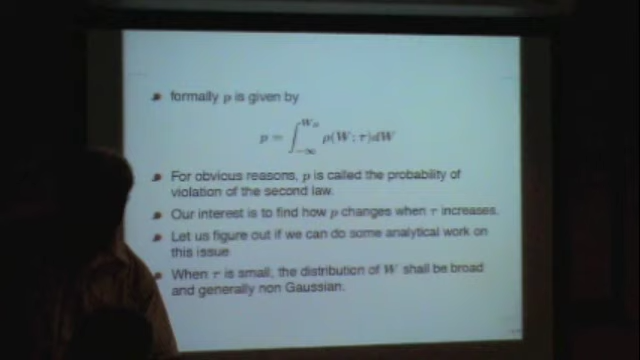 formally p is given by
p = ∫_{-∞}^{W_R} ρ(W; τ)dW
For obvious reasons, p is called the probability of
violation of the second law.
Our interest is to find how p changes when τ increases.
Let us figure out if we can do some analytical work on
this issue
When τ is small, the distribution of W shall be broad
and generally non Gaussian.